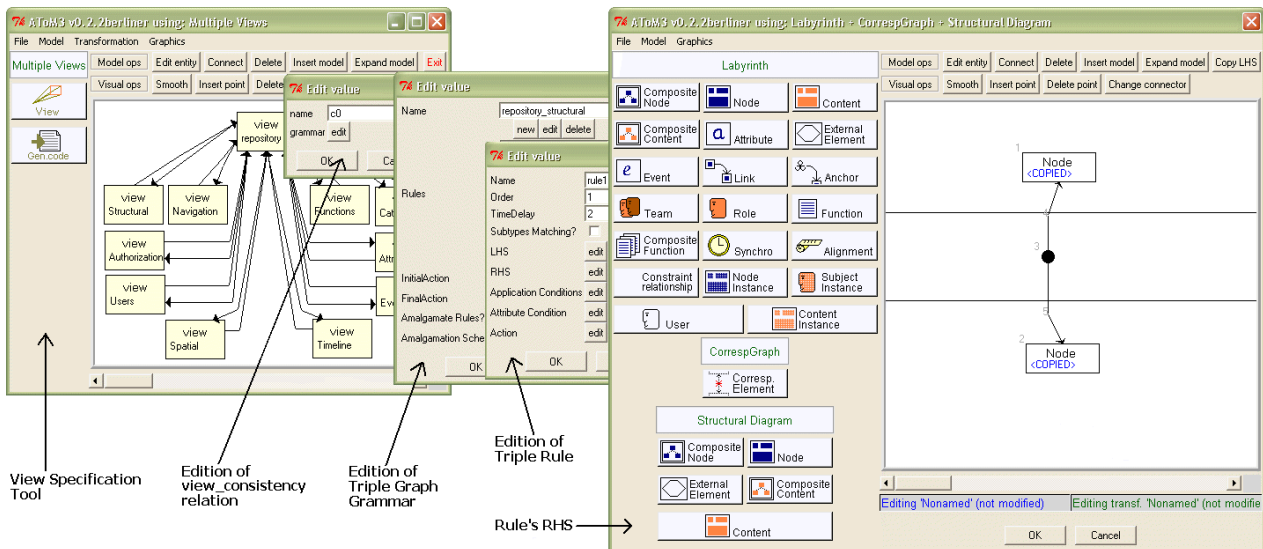 AToM3 v0.2.2berliner using: Multiple Views
File Model Transformation Graphics
Multiple Views
View
Gen.code
Model ops Edit entity Connect Delete Insert model Expand model Exit
Visual ops Smooth Insert point Delete
view
repository
view
Structural
view
Navigation
Functions
view
Authorization
view
Users
view
Spatial
view
Timeline
Edit value
name c0
grammar edit
OK
Edit value
Name repository_structural
new edit delete
Rules
InitialAction
FinalAction
Amalgamate Rules?
Amalgamation Sche
OK
Edit value
Name rule1
Order 1
TimeDelay 2
Subtypes Matching?
LHS edit
RHS edit
Application Conditions edit
Attribute Condition edit
Action edit
OK
AToM3 v0.2.2berliner using: Labyrinth + CorrespGraph + Structural Diagram
File Model Graphics
Labyrinth
Composite Node
Node
Content
Composite Content
a Attribute
External Element
e Event
Link
Anchor
Team
Role
Function
Composite Function
Synchro
Alignment
Constraint relationship
Node Instance
Subject Instance
User
Content Instance
CorrespGraph
Corresp. Element
Structural Diagram
Composite Node
Node
External Element
Composite Content
Content
Model ops Edit entity Connect Delete Insert model Expand model Copy LHS
Visual ops Smooth Insert point Delete point Change connector
1
Node
<COPIED>
3
5
2
Node
<COPIED>
Editing 'Nonamed' (not modified)
Editing transf. 'Nonamed' (not modifie
OK Cancel
View Specification
Tool
Edition of
view_consistency
relation
Edition of
Triple Graph
Grammar
Edition of
Triple Rule
Rule's RHS